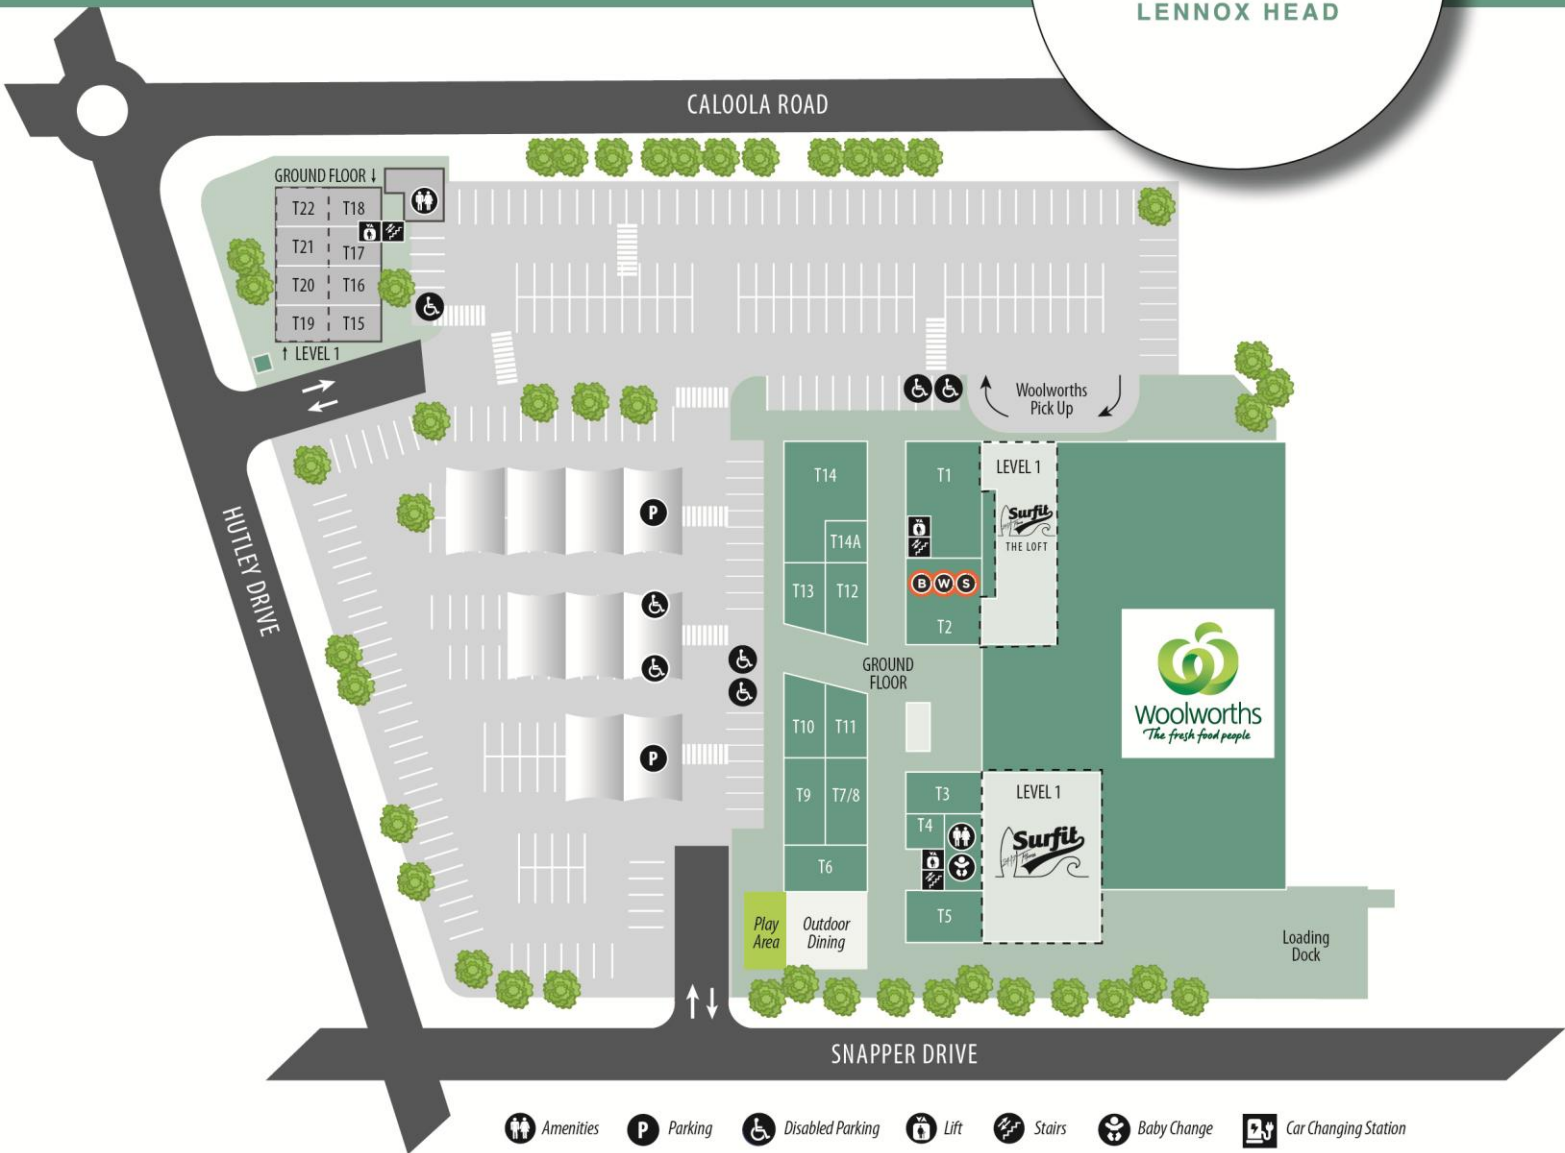 LENNOX HEAD
CALOOLA ROAD
GROUND FLOOR ↓
T22 T18
T21 T17
T20 T16
T19 T15
↑ LEVEL 1
HUTLEY DRIVE
Woolworths
Pick Up
T14
T14A
T13 T12
T1
B W S
T2
LEVEL 1
Surfit
THE LOFT
GROUND
FLOOR
Woolworths
The fresh food people
P
P
T10 T11
T9 T7/8
T6
T3
T4
T5
LEVEL 1
Surfit
Play
Area
Outdoor
Dining
Loading
Dock
SNAPPER DRIVE
Amenities
P Parking
Disabled Parking
Lift
Stairs
Baby Change
Car Changing Station